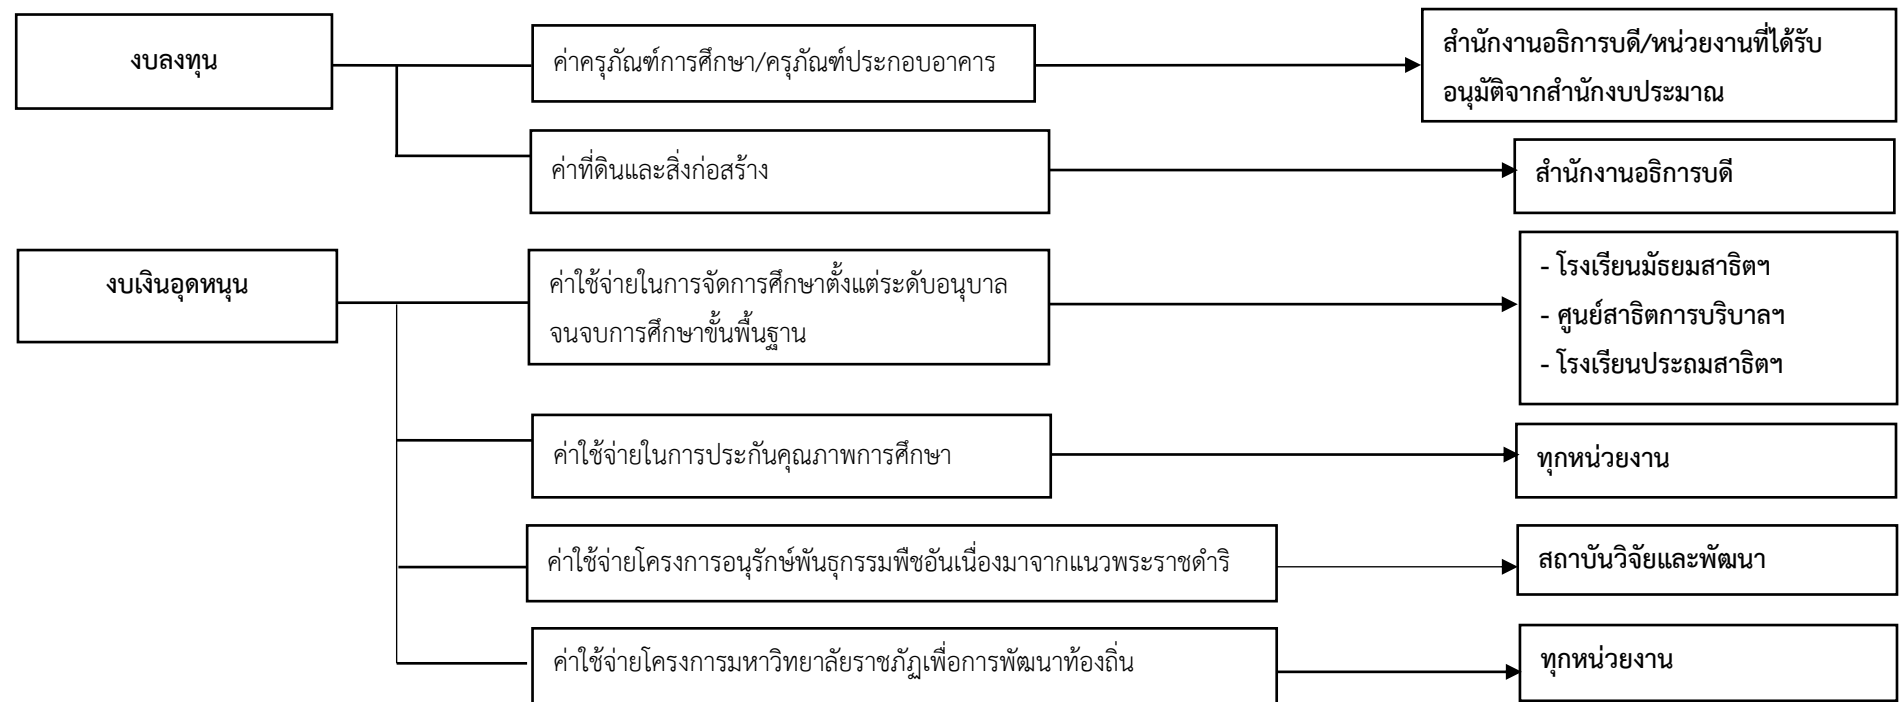 งบลงทุน
ค่าครุภัณฑ์การศึกษา/ครุภัณฑ์ประกอบอาคาร
สำนักงานอธิการบดี/หน่วยงานที่ได้รับ
อนุมัติจากสำนักงบประมาณ
ค่าที่ดินและสิ่งก่อสร้าง
สำนักงานอธิการบดี
งบเงินอุดหนุน
ค่าใช้จ่ายในการจัดการศึกษาตั้งแต่ระดับอนุบาล
จนจบการศึกษาขั้นพื้นฐาน
- โรงเรียนมัธยมสาธิตฯ
- ศูนย์สาธิตการบริบาลฯ
- โรงเรียนประถมสาธิตฯ
ค่าใช้จ่ายในการประกันคุณภาพการศึกษา
ทุกหน่วยงาน
ค่าใช้จ่ายโครงการอนุรักษ์พันธุกรรมพืชอันเนื่องมาจากแนวพระราชดำริ
สถาบันวิจัยและพัฒนา
ค่าใช้จ่ายโครงการมหาวิทยาลัยราชภัฏเพื่อการพัฒนาท้องถิ่น
ทุกหน่วยงาน